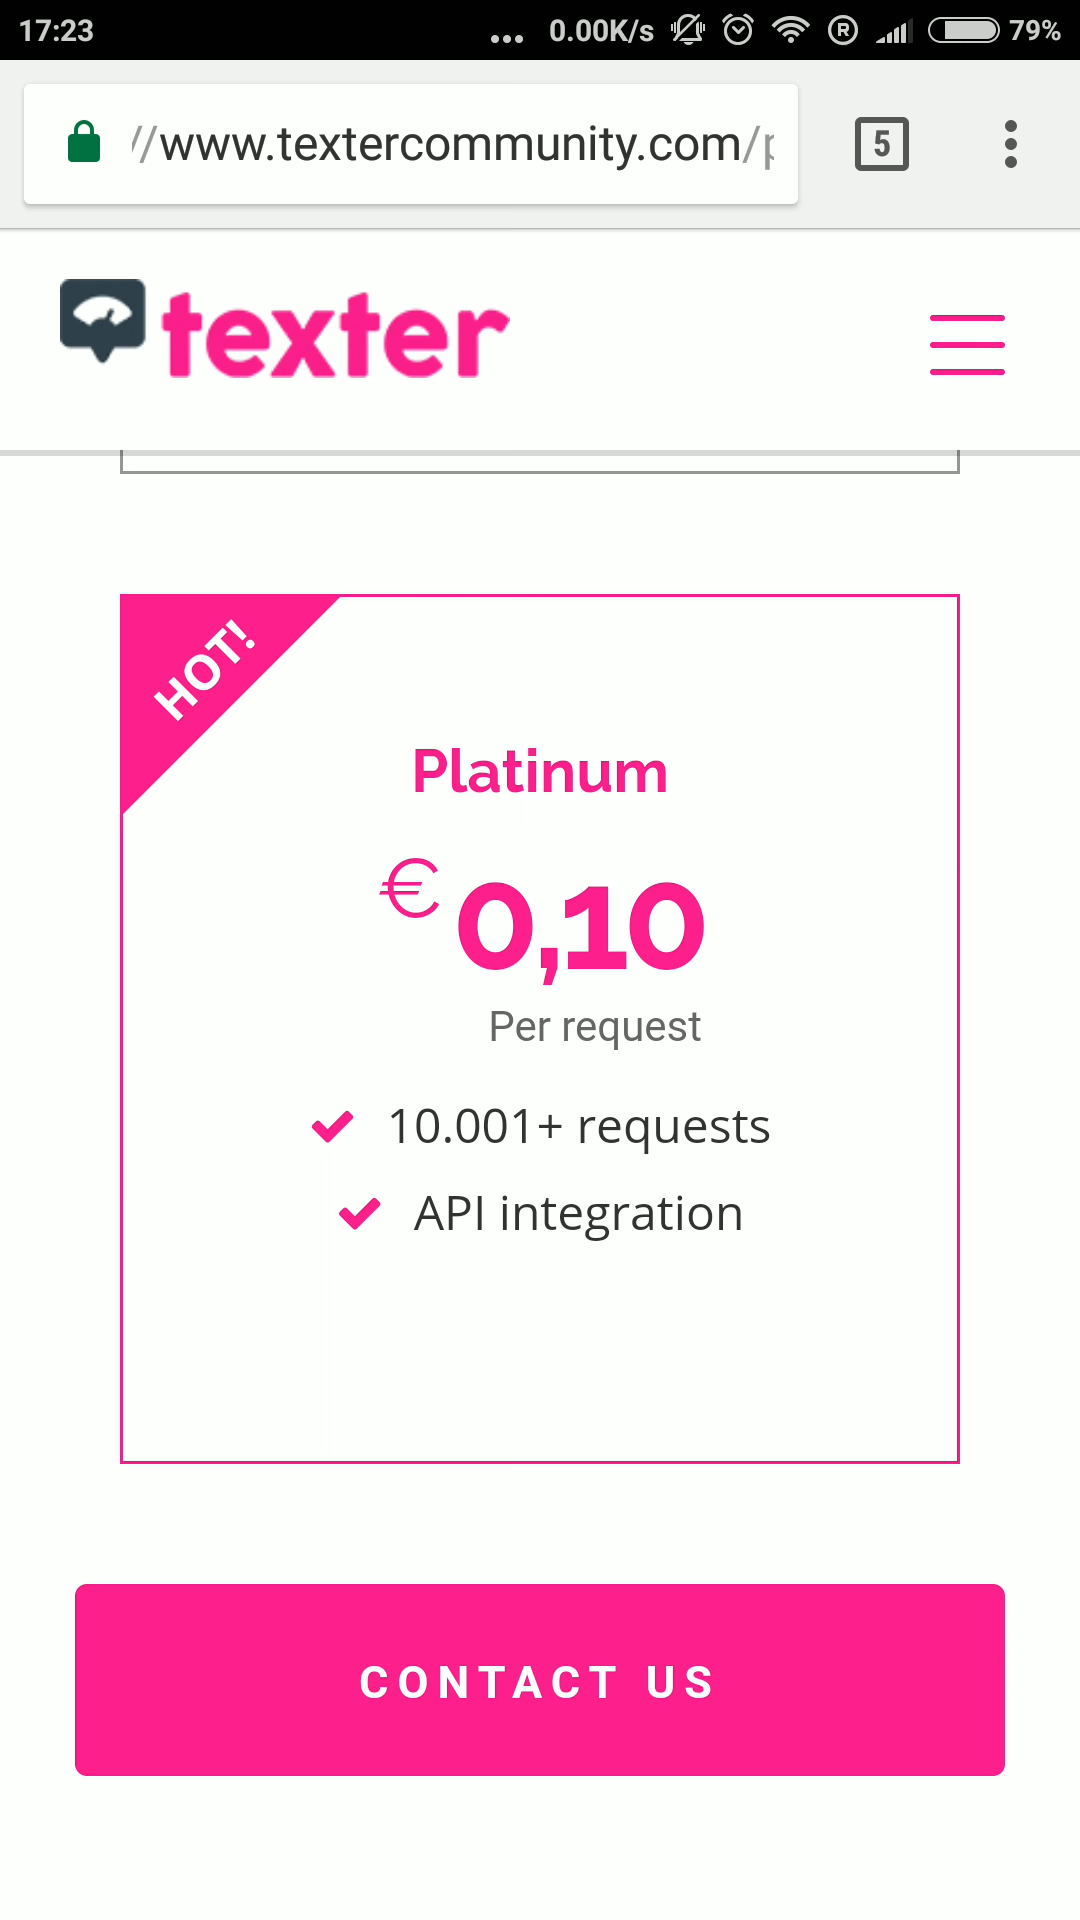 17:23 ... 0.00K/s R 79%
//www.textercommunity.com/p 5
texter
HOT!
Platinum
€ 0,10
Per request
10.001+ requests
API integration
CONTACT US